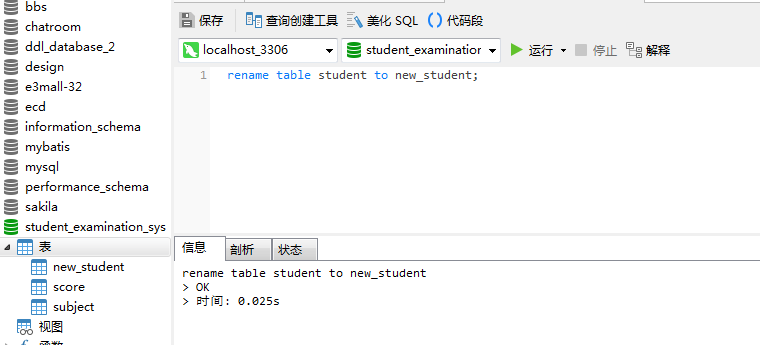 bbs
chatroom
ddl_database_2
design
e3mall-32
ecd
information_schema
mybatis
mysql
performance_schema
sakila
student_examination_sys
表
new_student
score
subject
视图
保存 查询创建工具 美化 SQL 代码段
localhost_3306 student_examination 运行 停止 解释
1 rename table student to new_student;
信息 剖析 状态
rename table student to new_student
> OK
> 时间: 0.025s